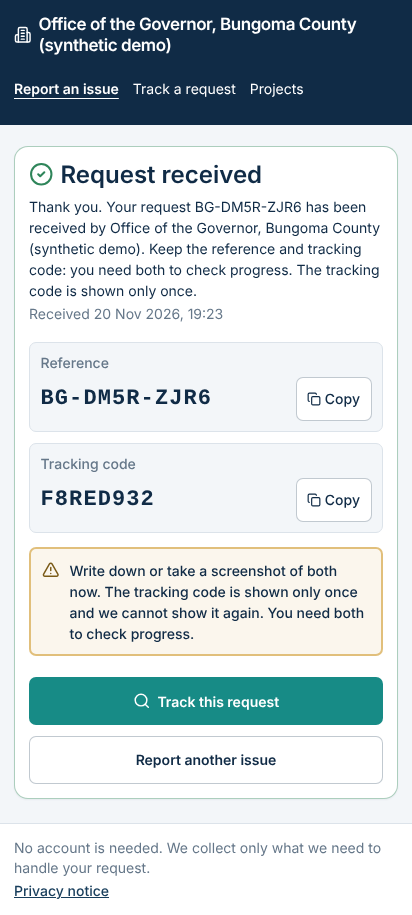 Office of the Governor, Bungoma County
(synthetic demo)
Report an issue
Track a request
Projects
Request received
Thank you. Your request BG-DM5R-ZJR6 has been
received by Office of the Governor, Bungoma County
(synthetic demo). Keep the reference and tracking
code: you need both to check progress. The tracking
code is shown only once.
Received 20 Nov 2026, 19:23
Reference
BG-DM5R-ZJR6
Copy
Tracking code
F8RED932
Copy
Write down or take a screenshot of both
now. The tracking code is shown only once
and we cannot show it again. You need both
to check progress.
Track this request
Report another issue
No account is needed. We collect only what we need to
handle your request.
Privacy notice